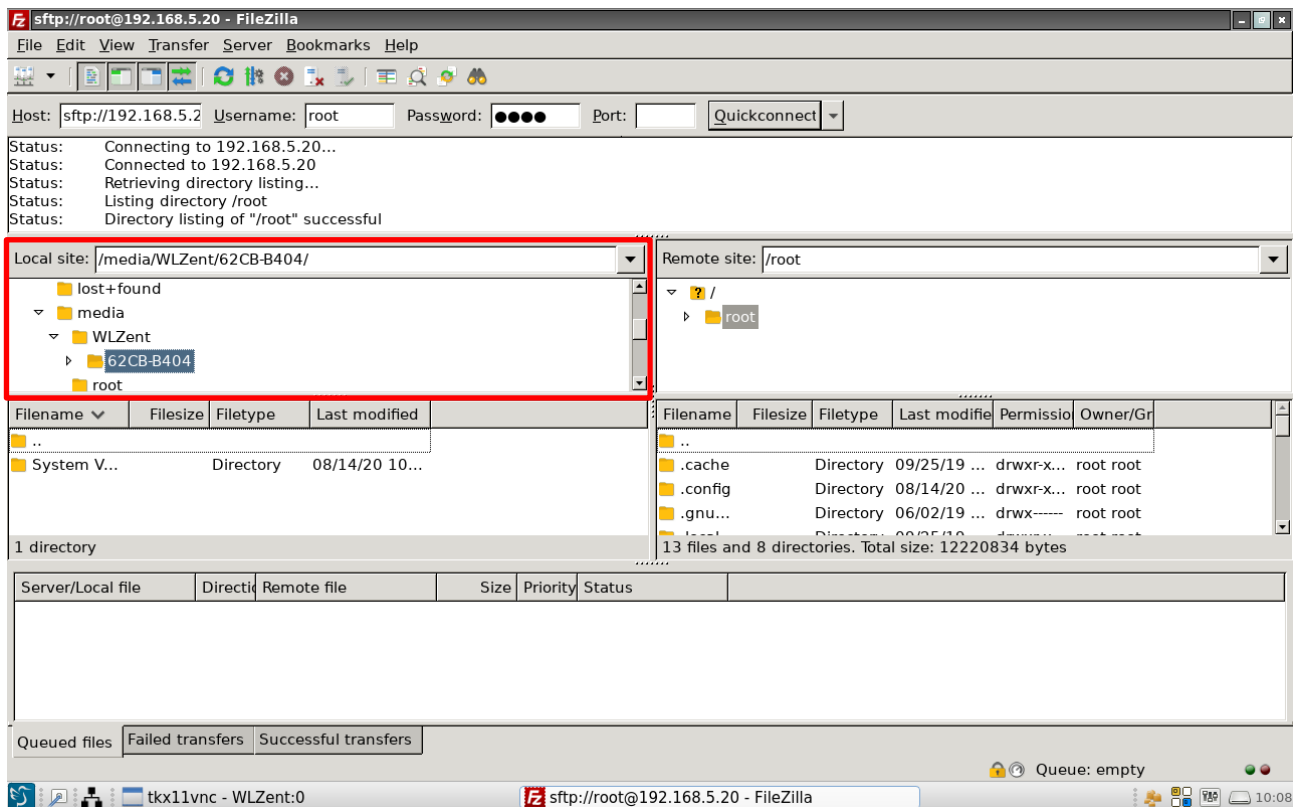 sftp://root@192.168.5.20 - FileZilla
File Edit View Transfer Server Bookmarks Help
Host: sftp://192.168.5.2 Username: root Password: ●●●● Port: Quickconnect
Status: Connecting to 192.168.5.20...
Status: Connected to 192.168.5.20
Status: Retrieving directory listing...
Status: Listing directory /root
Status: Directory listing of "/root" successful
Local site: /media/WLZent/62CB-B404/
lost+found
media
WLZent
62CB-B404
root
Remote site: /root
/
root
Filename Filesize Filetype Last modified
..
System V... Directory 08/14/20 10...
1 directory
Filename Filesize Filetype Last modifie Permissio Owner/Gr
..
.cache Directory 09/25/19 ... drwxr-x... root root
.config Directory 08/14/20 ... drwxr-x... root root
.gnu... Directory 06/02/19 ... drwx------ root root
13 files and 8 directories. Total size: 12220834 bytes
Server/Local file Directic Remote file Size Priority Status
Queued files Failed transfers Successful transfers
Queue: empty
tkx11vnc - WLZent:0 sftp://root@192.168.5.20 - FileZilla 10:08